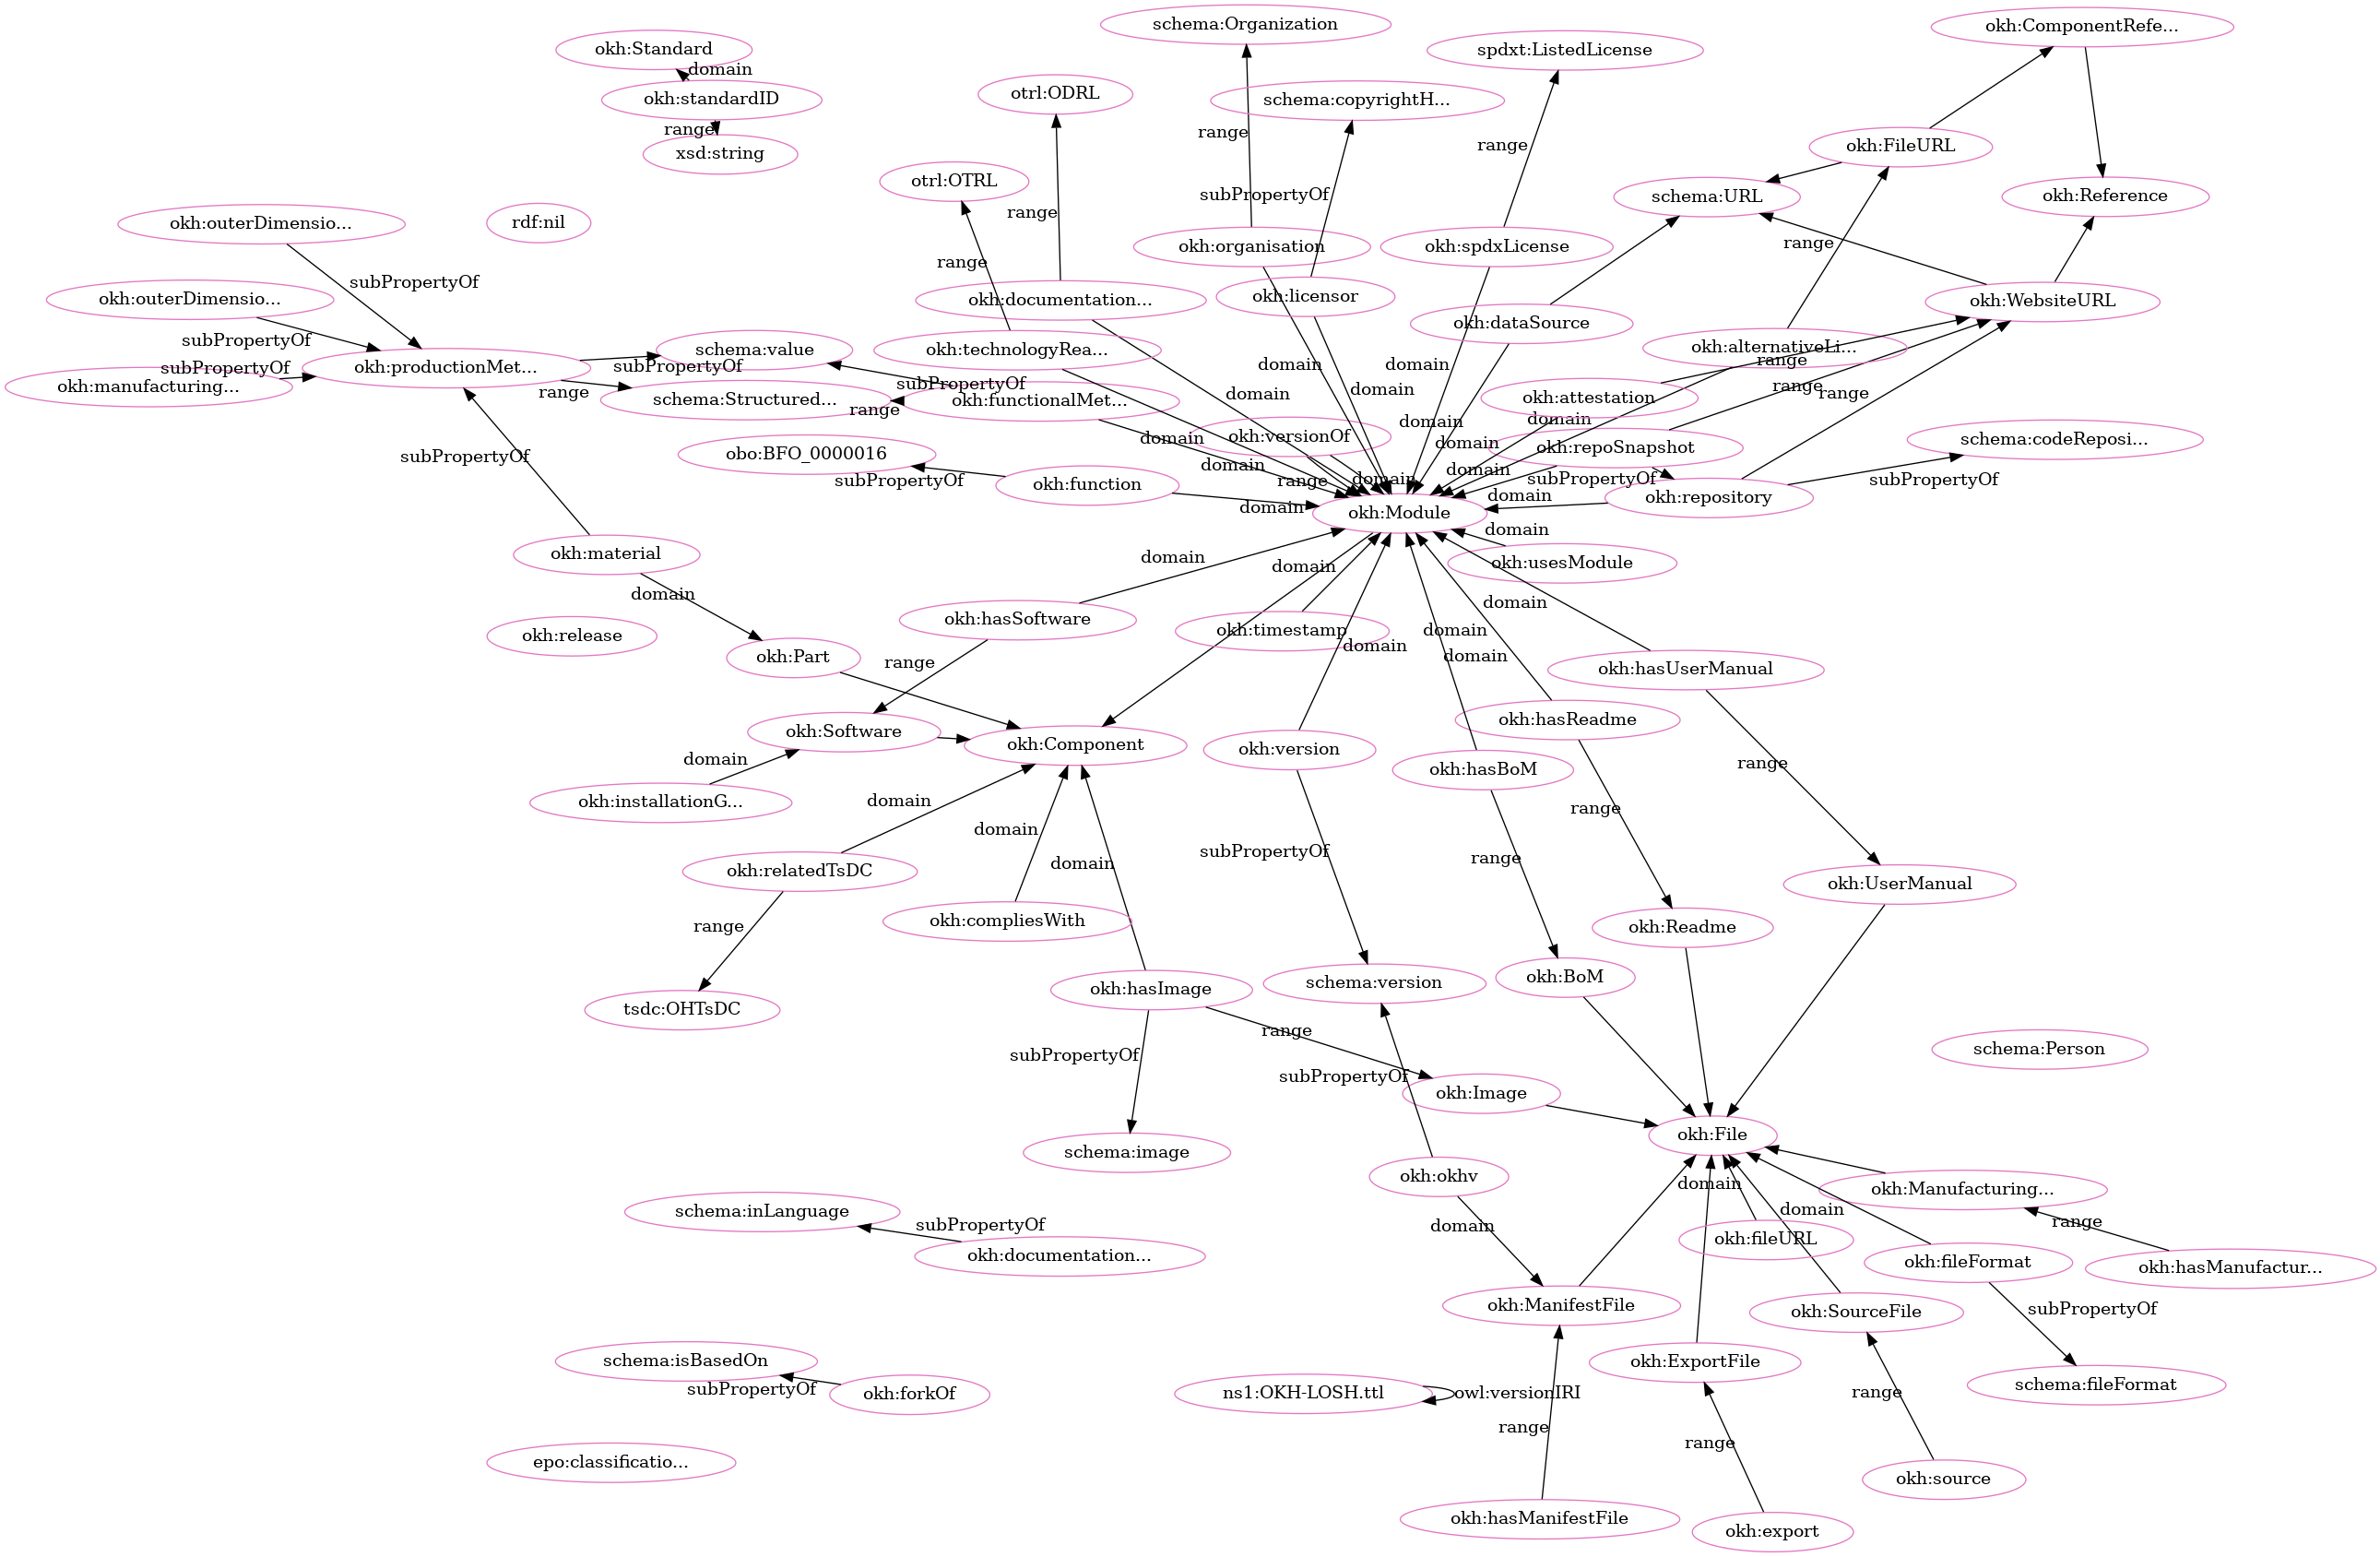 schema:Organization
okh:ComponentRefe...
okh:Standard
spdxt:ListedLicense
domain
otrl:ODRL
okh:standardID
schema:copyrightH...
range
range
range
okh:FileURL
xsd:string
otrl:OTRL
subPropertyOf
schema:URL
okh:Reference
okh:outerDimensio...
rdf:nil
range
okh:organisation
okh:spdxLicense
range
range
subPropertyOf
okh:outerDimensio...
okh:documentation...
okh:licensor
okh:WebsiteURL
okh:dataSource
subPropertyOf
schema:value
okh:technologyRea...
okh:alternativeLi...
subPropertyOf
okh:productionMet...
subPropertyOf
domain
domain
range
okh:manufacturing...
range
schema:Structured...
subPropertyOf
okh:functionalMet...
range
domain
domain
okh:attestation
range
range
domain
domain
domain
okh:versionOf
domain
okh:repoSnapshot
schema:codeReposi...
subPropertyOf
obo:BFO_0000016
domain
domain
subPropertyOf
okh:function
range
domain
subPropertyOf
okh:repository
subPropertyOf
domain
okh:Module
domain
domain
okh:material
domain
domain
okh:usesModule
domain
okh:hasSoftware
okh:timestamp
domain
domain
okh:release
okh:Part
range
domain
domain
okh:hasUserManual
okh:Software
okh:Component
okh:version
okh:hasReadme
domain
okh:hasBoM
range
okh:installationG...
domain
domain
range
okh:relatedTsDC
domain
subPropertyOf
range
okh:UserManual
range
okh:compliesWith
okh:Readme
tsdc:OHTsDC
okh:hasImage
schema:version
okh:BoM
subPropertyOf
range
schema:Person
subPropertyOf
okh:Image
schema:image
okh:File
okh:okhv
domain
okh:Manufacturing...
schema:inLanguage
subPropertyOf
domain
domain
range
okh:documentation...
okh:fileURL
okh:fileFormat
okh:hasManufactur...
okh:ManifestFile
okh:SourceFile
subPropertyOf
schema:isBasedOn
okh:ExportFile
subPropertyOf
okh:forkOf
ns1:OKH-LOSH.ttl
owl:versionIRI
range
schema:fileFormat
range
range
epo:classificatio...
okh:source
okh:hasManifestFile
okh:export